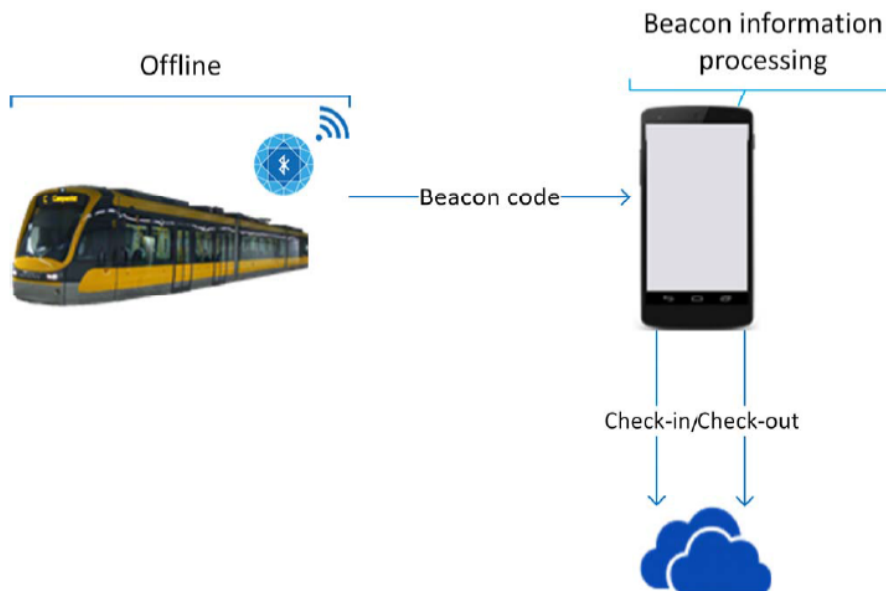 Offline
Beacon information
processing
Beacon code
Check-in/Check-out